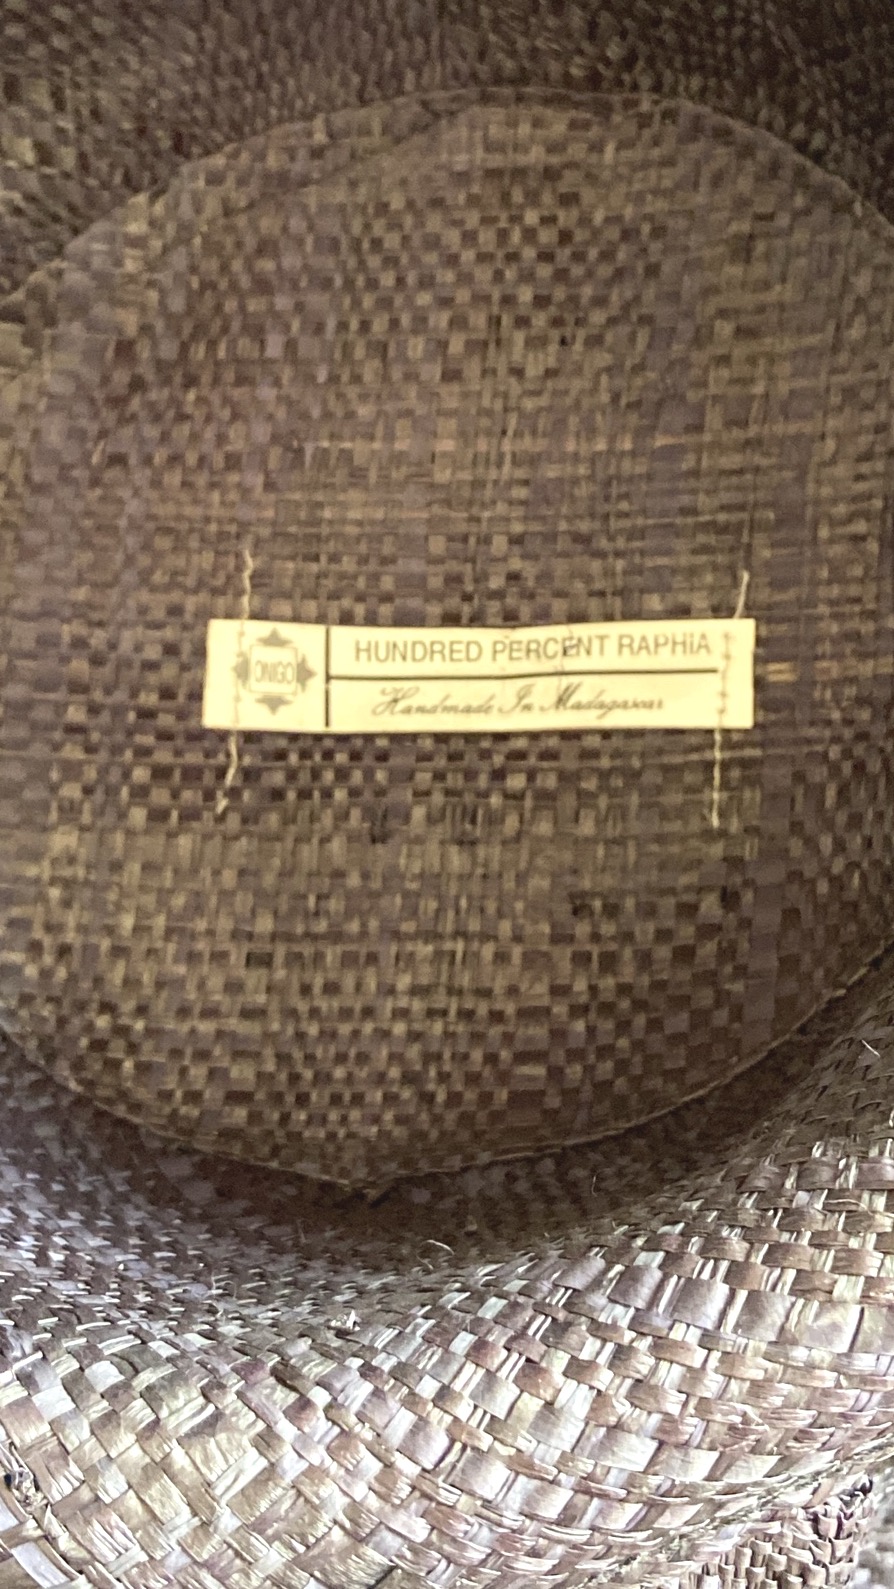 ONIGO
HUNDRED PERCENT RAPHiA
Handmade In Madagascar